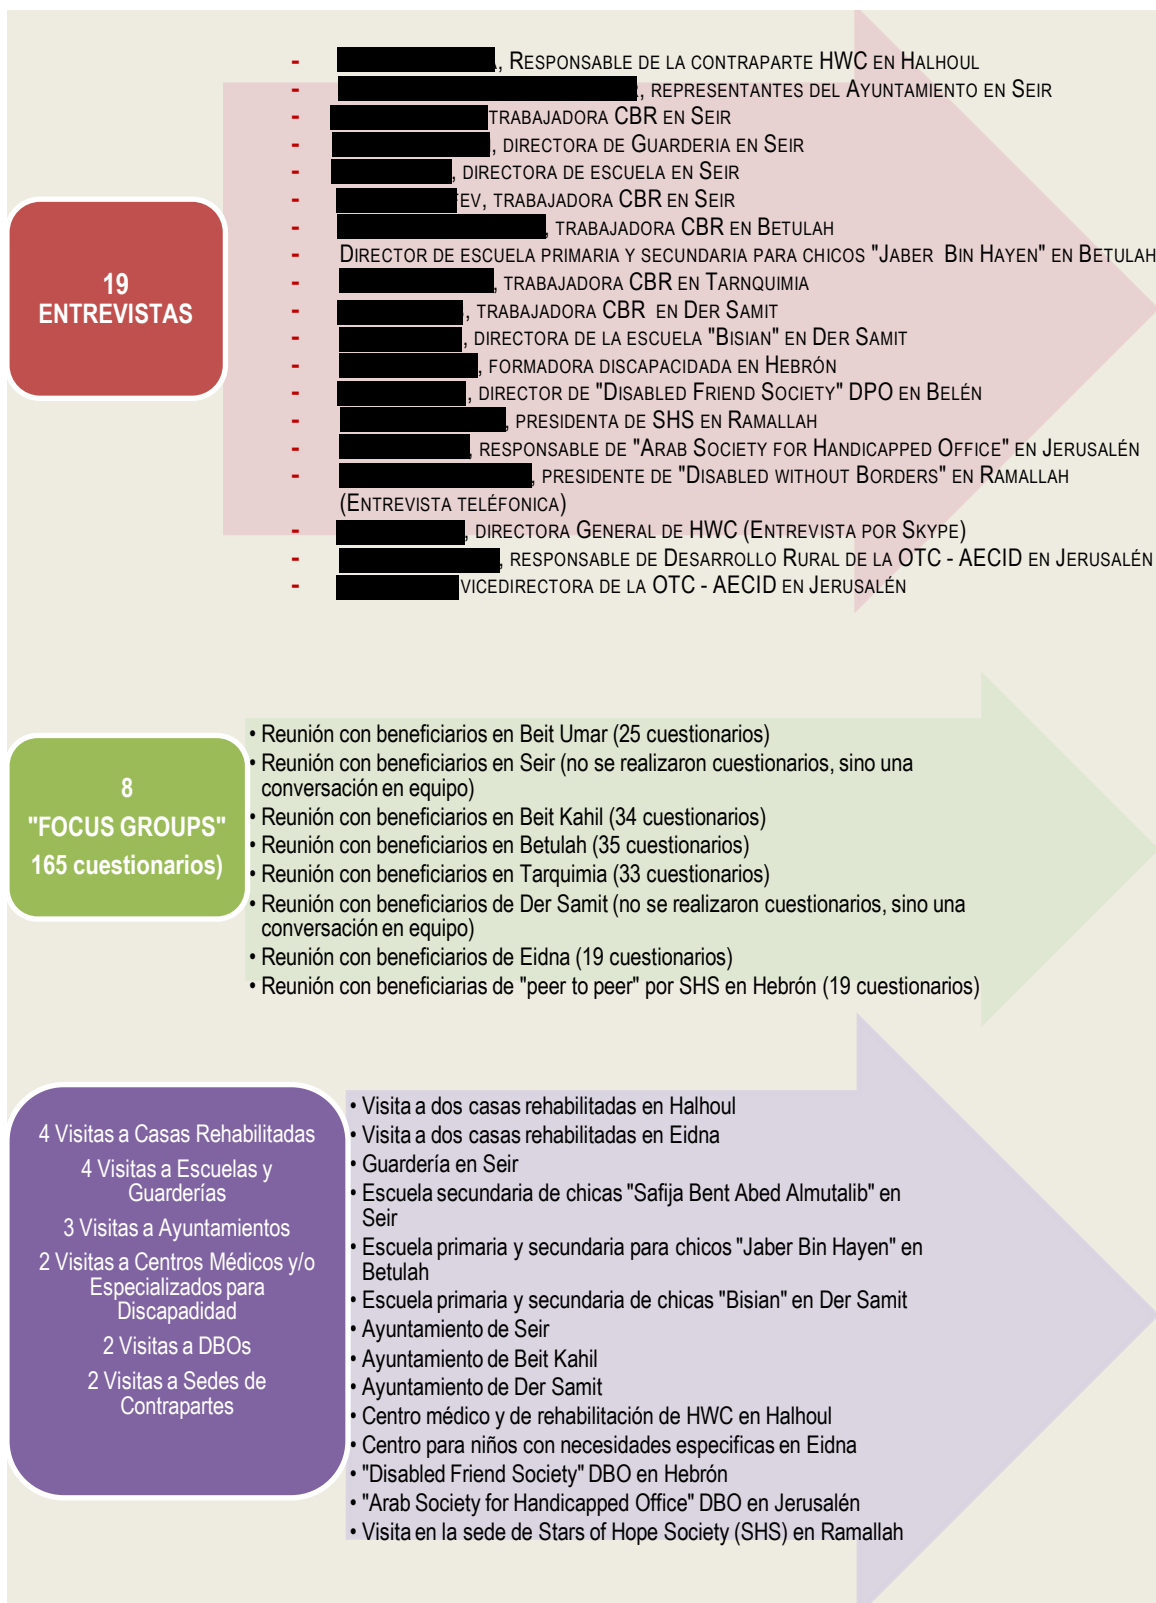 19
ENTREVISTAS
- , RESPONSABLE DE LA CONTRAPARTE HWC EN HALHOUL
- , REPRESENTANTES DEL AYUNTAMIENTO EN SEIR
- TRABAJADORA CBR EN SEIR
- , DIRECTORA DE GUARDERIA EN SEIR
- , DIRECTORA DE ESCUELA EN SEIR
- EV, TRABAJADORA CBR EN SEIR
- , TRABAJADORA CBR EN BETULAH
- DIRECTOR DE ESCUELA PRIMARIA Y SECUNDARIA PARA CHICOS "JABER BIN HAYEN" EN BETULAH
- , TRABAJADORA CBR EN TARNQUIMIA
- , TRABAJADORA CBR EN DER SAMIT
- , DIRECTORA DE LA ESCUELA "BISIAN" EN DER SAMIT
- , FORMADORA DISCAPACIDADA EN HEBRÓN
- , DIRECTOR DE "DISABLED FRIEND SOCIETY" DPO EN BELÉN
- , PRESIDENTA DE SHS EN RAMALLAH
- , RESPONSABLE DE "ARAB SOCIETY FOR HANDICAPPED OFFICE" EN JERUSALÉN
- , PRESIDENTE DE "DISABLED WITHOUT BORDERS" EN RAMALLAH
(ENTREVISTA TELÉFONICA)
- , DIRECTORA GENERAL DE HWC (ENTREVISTA POR SKYPE)
- , RESPONSABLE DE DESARROLLO RURAL DE LA OTC - AECID EN JERUSALÉN
- VICEDIRECTORA DE LA OTC - AECID EN JERUSALÉN
8
"FOCUS GROUPS"
165 cuestionarios)
• Reunión con beneficiarios en Beit Umar (25 cuestionarios)
• Reunión con beneficiarios en Seir (no se realizaron cuestionarios, sino una
conversación en equipo)
• Reunión con beneficiarios en Beit Kahil (34 cuestionarios)
• Reunión con beneficiarios en Betulah (35 cuestionarios)
• Reunión con beneficiarios en Tarquimia (33 cuestionarios)
• Reunión con beneficiarios de Der Samit (no se realizaron cuestionarios, sino una
conversación en equipo)
• Reunión con beneficiarios de Eidna (19 cuestionarios)
• Reunión con beneficiarias de "peer to peer" por SHS en Hebrón (19 cuestionarios)
4 Visitas a Casas Rehabilitadas
4 Visitas a Escuelas y
Guarderías
3 Visitas a Ayuntamientos
2 Visitas a Centros Médicos y/o
Especializados para
Discapadidad
2 Visitas a DBOs
2 Visitas a Sedes de
Contrapartes
• Visita a dos casas rehabilitadas en Halhoul
• Visita a dos casas rehabilitadas en Eidna
• Guardería en Seir
• Escuela secundaria de chicas "Safija Bent Abed Almutalib" en
Seir
• Escuela primaria y secundaria para chicos "Jaber Bin Hayen" en
Betulah
• Escuela primaria y secundaria de chicas "Bisian" en Der Samit
• Ayuntamiento de Seir
• Ayuntamiento de Beit Kahil
• Ayuntamiento de Der Samit
• Centro médico y de rehabilitación de HWC en Halhoul
• Centro para niños con necesidades especificas en Eidna
• "Disabled Friend Society" DBO en Hebrón
• "Arab Society for Handicapped Office" DBO en Jerusalén
• Visita en la sede de Stars of Hope Society (SHS) en Ramallah